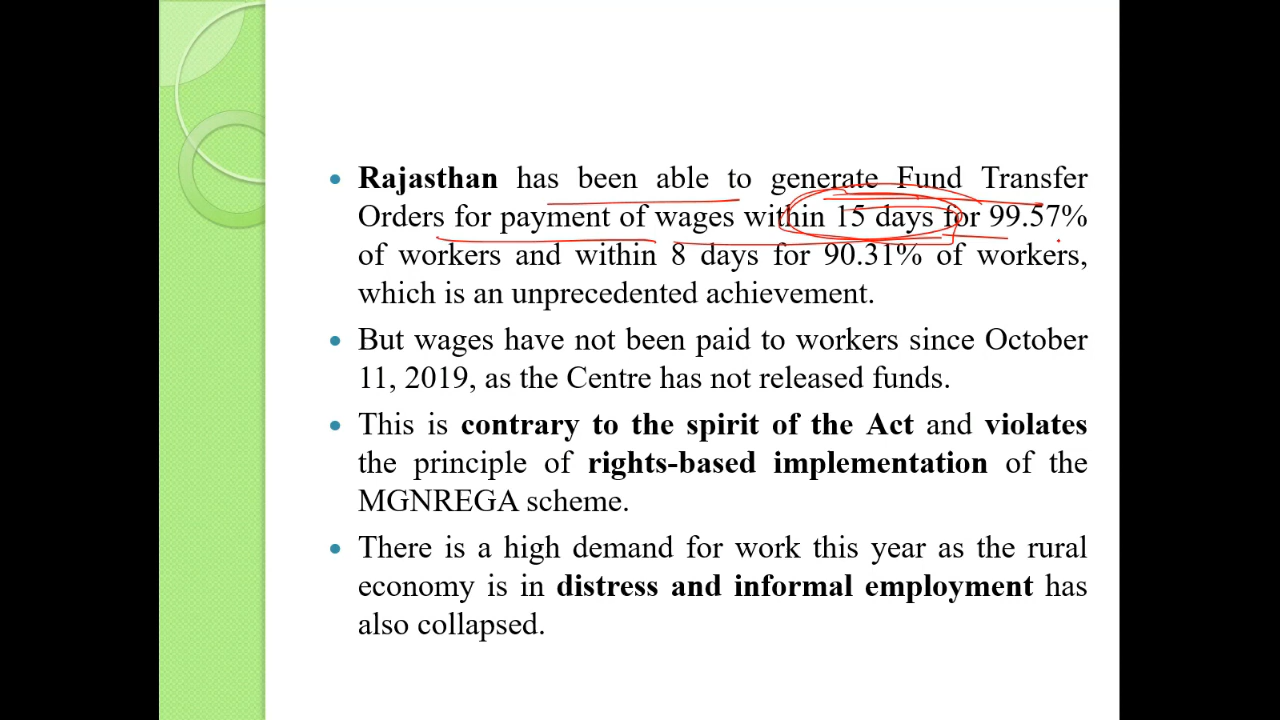 Rajasthan has been able to generate Fund Transfer
Orders for payment of wages within 15 days for 99.57%
of workers and within 8 days for 90.31% of workers,
which is an unprecedented achievement.
But wages have not been paid to workers since October
11, 2019, as the Centre has not released funds.
This is contrary to the spirit of the Act and violates
the principle of rights-based implementation of the
MGNREGA scheme.
There is a high demand for work this year as the rural
economy is in distress and informal employment has
also collapsed.